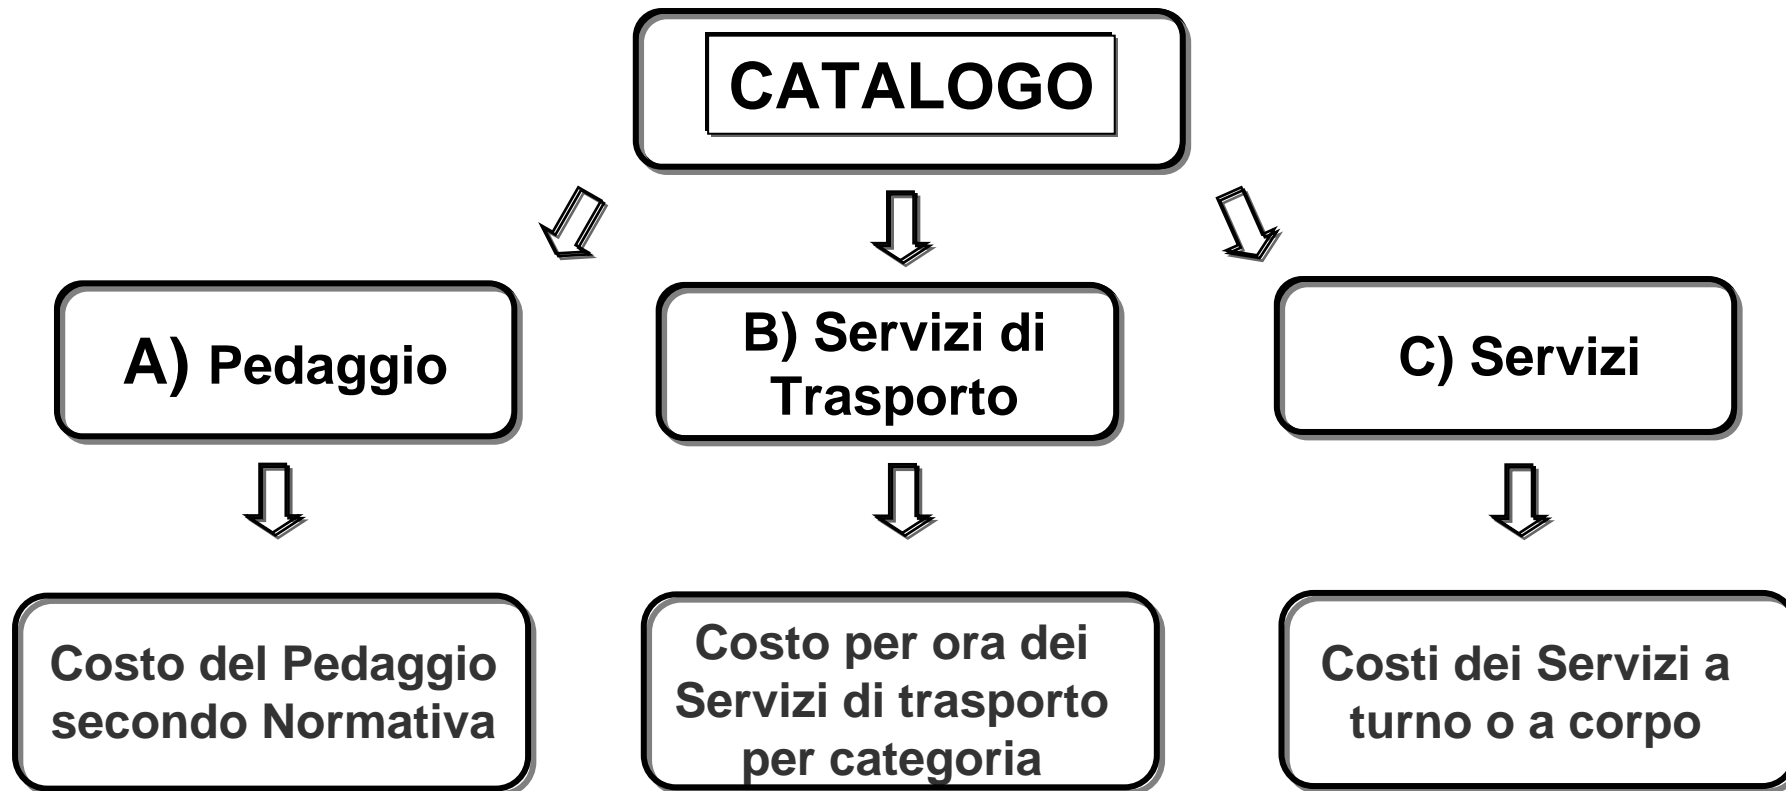 CATALOGO
A) Pedaggio
B) Servizi di
Trasporto
C) Servizi
Costo del Pedaggio
secondo Normativa
Costo per ora dei
Servizi di trasporto
per categoria
Costi dei Servizi a
turno o a corpo